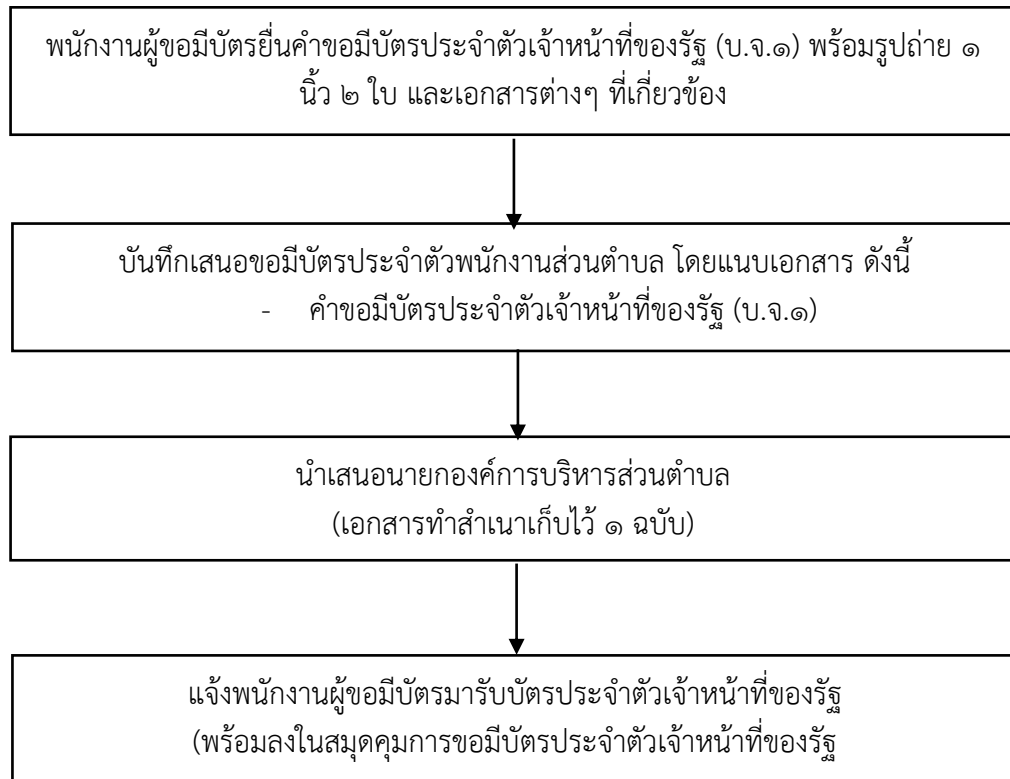 พนักงานผู้ขอมีบัตรยื่นคำขอมีบัตรประจำตัวเจ้าหน้าที่ของรัฐ (บ.จ.๑) พร้อมรูปถ่าย ๑
นิ้ว ๒ ใบ และเอกสารต่างๆ ที่เกี่ยวข้อง
บันทึกเสนอขอมีบัตรประจำตัวพนักงานส่วนตำบล โดยแนบเอกสาร ดังนี้
- คำขอมีบัตรประจำตัวเจ้าหน้าที่ของรัฐ (บ.จ.๑)
นำเสนอนายกองค์การบริหารส่วนตำบล
(เอกสารทำสำเนาเก็บไว้ ๑ ฉบับ)
แจ้งพนักงานผู้ขอมีบัตรมารับบัตรประจำตัวเจ้าหน้าที่ของรัฐ
(พร้อมลงในสมุดคุมการขอมีบัตรประจำตัวเจ้าหน้าที่ของรัฐ